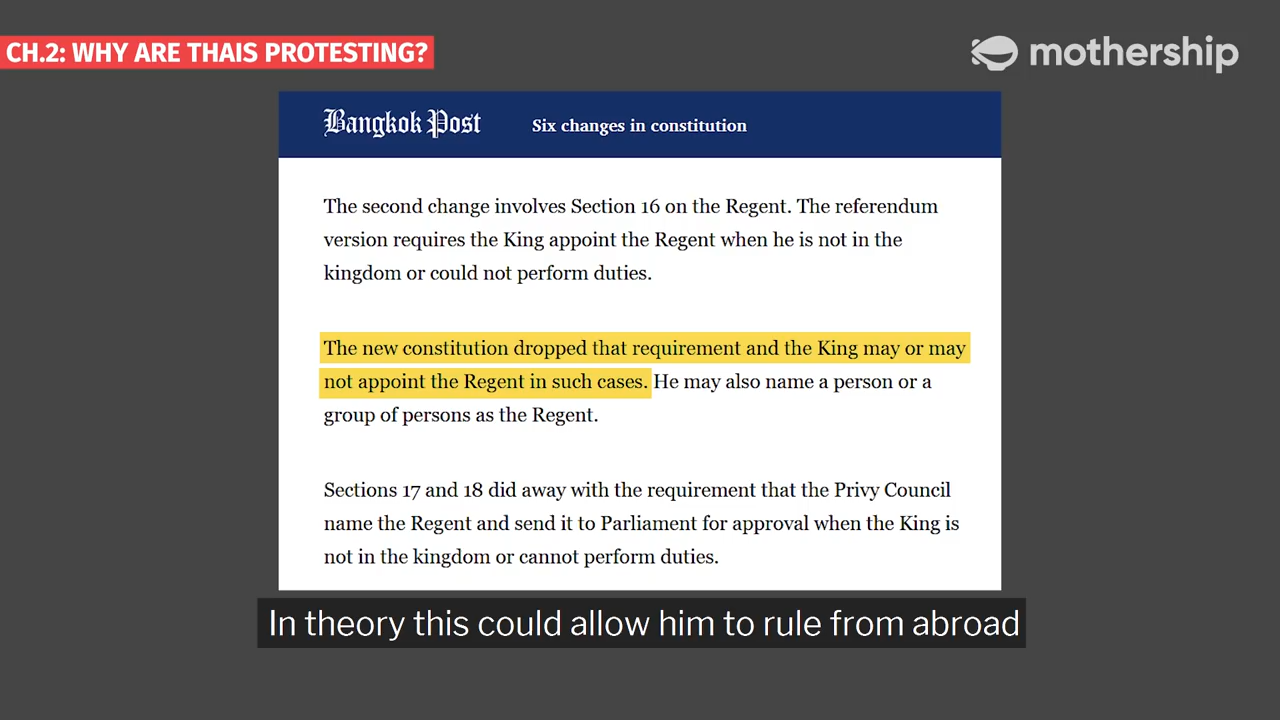 CH.2: WHY ARE THAIS PROTESTING?
mothership
Bangkok Post
Six changes in constitution
The second change involves Section 16 on the Regent. The referendum
version requires the King appoint the Regent when he is not in the
kingdom or could not perform duties.
The new constitution dropped that requirement and the King may or may
not appoint the Regent in such cases. He may also name a person or a
group of persons as the Regent.
Sections 17 and 18 did away with the requirement that the Privy Council
name the Regent and send it to Parliament for approval when the King is
not in the kingdom or cannot perform duties.
In theory this could allow him to rule from abroad